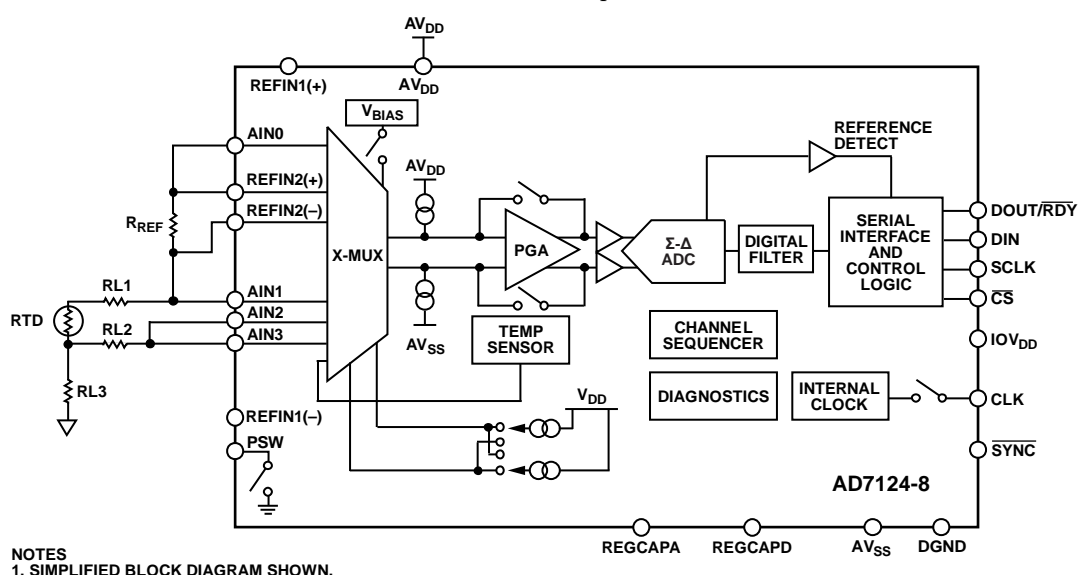 AVDD
REFIN1(+)
AVDD
VBIAS
AIN0
REFIN2(+)
REFIN2(–)
RREF
X-MUX
AVDD
PGA
Σ-Δ
ADC
DIGITAL
FILTER
REFERENCE
DETECT
SERIAL
INTERFACE
AND
CONTROL
LOGIC
DOUT/RDY
DIN
SCLK
CS
RL1
AIN1
RTD
RL2
AIN2
AIN3
AVSS
TEMP
SENSOR
CHANNEL
SEQUENCER
IOVDD
RL3
DIAGNOSTICS
INTERNAL
CLOCK
CLK
REFIN1(–)
VDD
PSW
SYNC
AD7124-8
REGCAPA
REGCAPD
AVSS
DGND
NOTES
1. SIMPLIFIED BLOCK DIAGRAM SHOWN.